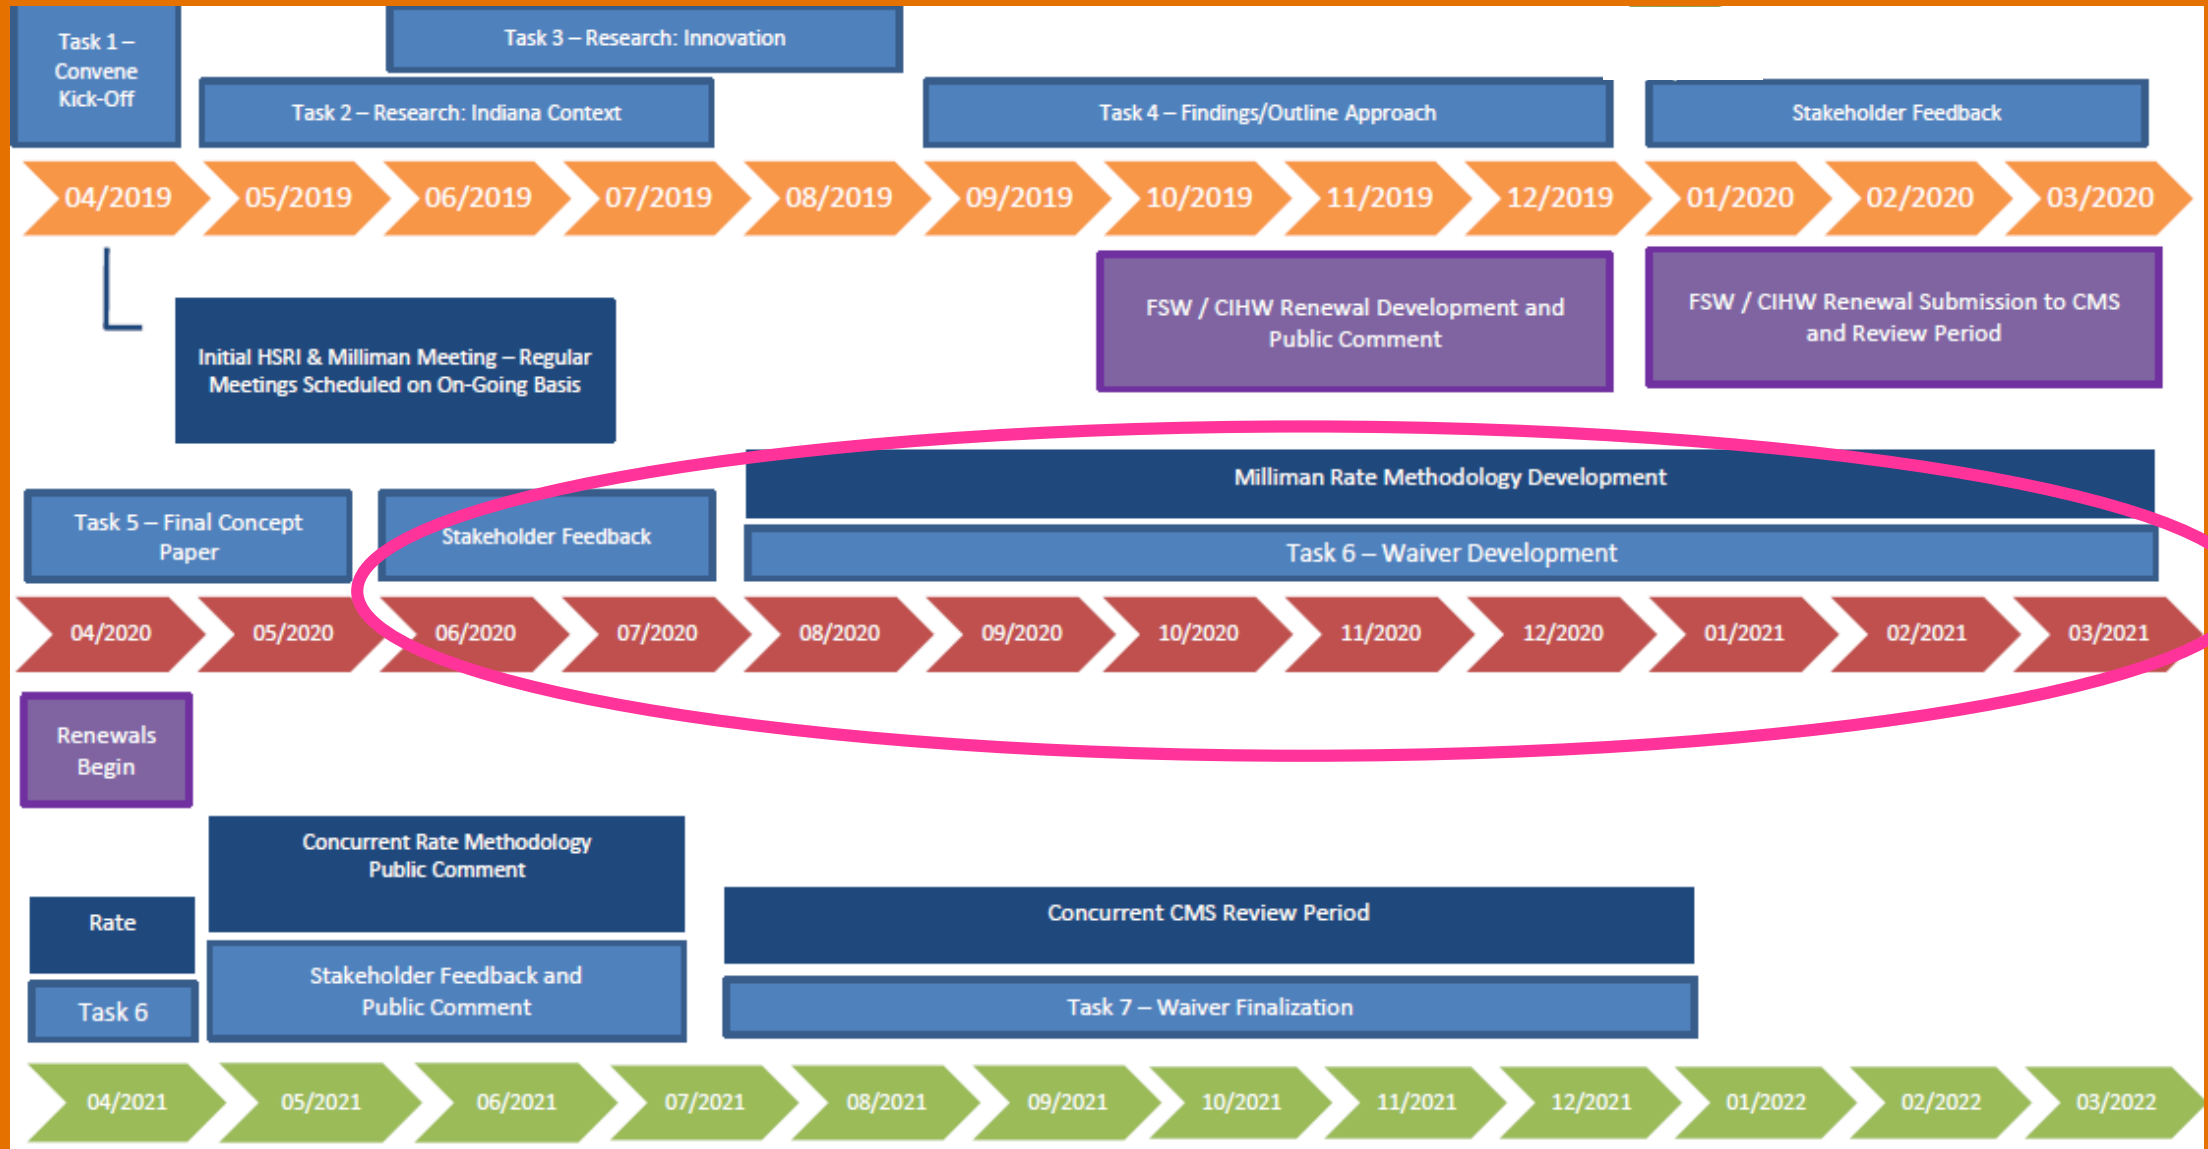 Task 1 –
Convene
Kick-Off
Task 3 – Research: Innovation
Task 2 – Research: Indiana Context
Task 4 – Findings/Outline Approach
Stakeholder Feedback
04/2019
05/2019
06/2019
07/2019
08/2019
09/2019
10/2019
11/2019
12/2019
01/2020
02/2020
03/2020
Initial HSRI & Milliman Meeting – Regular
Meetings Scheduled on On-Going Basis
FSW / CIHW Renewal Development and
Public Comment
FSW / CIHW Renewal Submission to CMS
and Review Period
Task 5 – Final Concept
Paper
Stakeholder Feedback
Milliman Rate Methodology Development
Task 6 – Waiver Development
04/2020
05/2020
06/2020
07/2020
08/2020
09/2020
10/2020
11/2020
12/2020
01/2021
02/2021
03/2021
Renewals
Begin
Rate
Task 6
Concurrent Rate Methodology
Public Comment
Stakeholder Feedback and
Public Comment
Concurrent CMS Review Period
Task 7 – Waiver Finalization
04/2021
05/2021
06/2021
07/2021
08/2021
09/2021
10/2021
11/2021
12/2021
01/2022
02/2022
03/2022